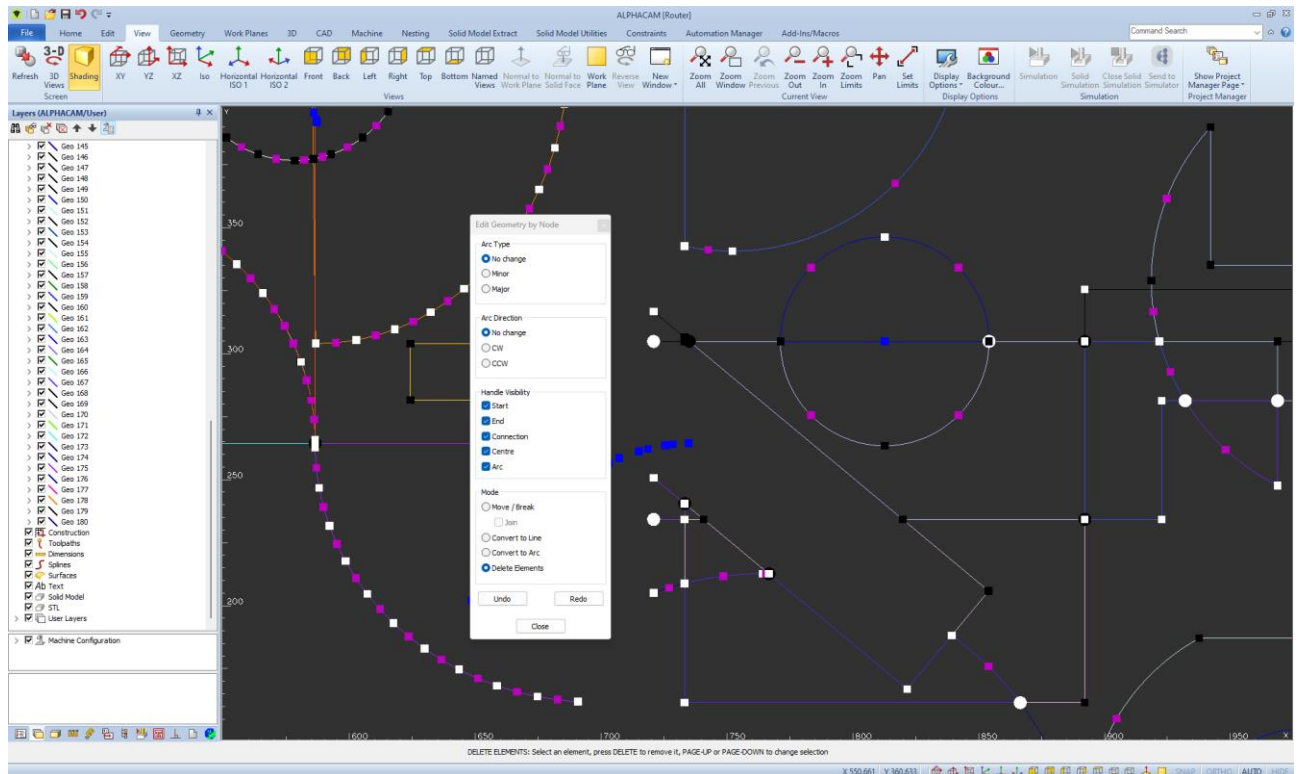 ALPHACAM [Router]
File Home Edit View Geometry Work Planes 3D CAD Machine Nesting Solid Model Extract Solid Model Utilities Constraints Automation Manager Add-Ins/Macros Command Search
Refresh 3D Views Shading XY YZ XZ Iso Horizontal ISO 1 Horizontal ISO 2 Front Back Left Right Top Bottom Named Views Normal to Work Plane Normal to Solid Face Work Plane Reverse View New Window Zoom All Zoom Window Zoom Previous Zoom Out Zoom In Zoom Limits Pan Set Limits Display Options Background Colour... Simulation Solid Simulation Close Solid Simulation Send to Simulator Show Project Manager Page
Screen Views Current View Display Options Simulation Project Manager
Layers (ALPHACAM/User)
Geo 145
Geo 146
Geo 147
Geo 148
Geo 149
Geo 150
Geo 151
Geo 152
Geo 153
Geo 154
Geo 155
Geo 156
Geo 157
Geo 158
Geo 159
Geo 160
Geo 161
Geo 162
Geo 163
Geo 164
Geo 165
Geo 166
Geo 167
Geo 168
Geo 169
Geo 170
Geo 171
Geo 172
Geo 173
Geo 174
Geo 175
Geo 176
Geo 177
Geo 178
Geo 179
Geo 180
Construction
Toolpaths
Dimensions
Splines
Surfaces
Ab Text
Solid Model
STL
User Layers
Machine Configuration
Y
350
300
250
200
Edit Geometry by Node
Arc Type
No change
Minor
Major
Arc Direction
No change
CW
CCW
Handle Visibility
Start
End
Connection
Centre
Arc
Mode
Move / Break
Join
Convert to Line
Convert to Arc
Delete Elements
Undo Redo
Close
1600 1650 1700 1750 1800 1850 1900 1950 X
DELETE ELEMENTS: Select an element, press DELETE to remove it, PAGE-UP or PAGE-DOWN to change selection
X 550.661 Y 360.633 SNAP ORTHO AUTO HIDE